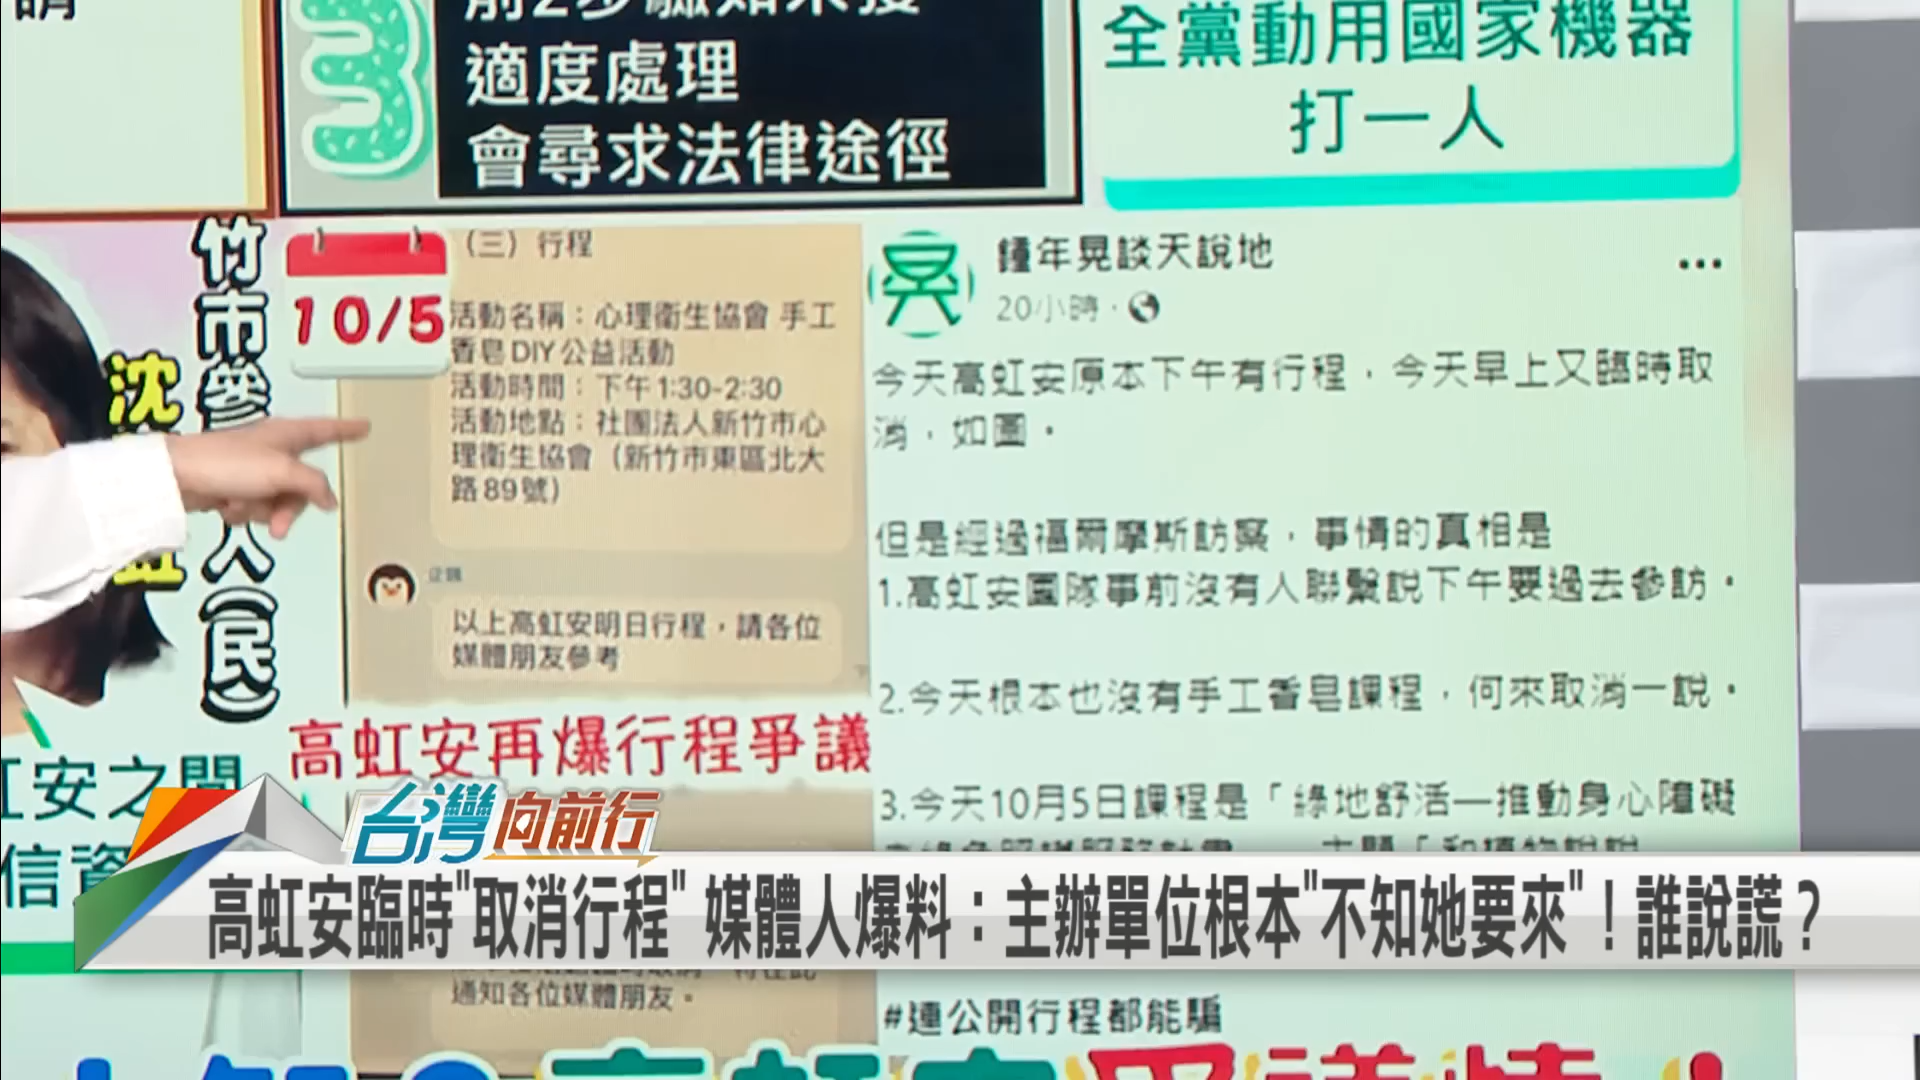 適度處理
會尋求法律途徑
全黨動用國家機器
打一人
竹市參
人(民)
沈
10/5
(三) 行程
活動名稱：心理衛生協會 手工
香皂DIY公益活動
活動時間：下午1:30-2:30
活動地點：社團法人新竹市心
理衛生協會（新竹市東區北大
路89號）
以上高虹安明日行程，請各位
媒體朋友參考
高虹安再爆行程爭議
通知各位媒體朋友。
鍾年晃談天說地
20小時
今天高虹安原本下午有行程，今天早上又臨時取
消，如圖。
但是經過福爾摩斯訪察，事情的真相是
1.高虹安團隊事前沒有人聯繫說下午要過去參訪。
2.今天根本也沒有手工香皂課程，何來取消一說。
3.今天10月5日課程是「綠地舒活—推動身心障礙
#連公開行程都能騙
虹安之間
信資
台灣向前行
高虹安臨時"取消行程" 媒體人爆料：主辦單位根本"不知她要來"！誰說謊？